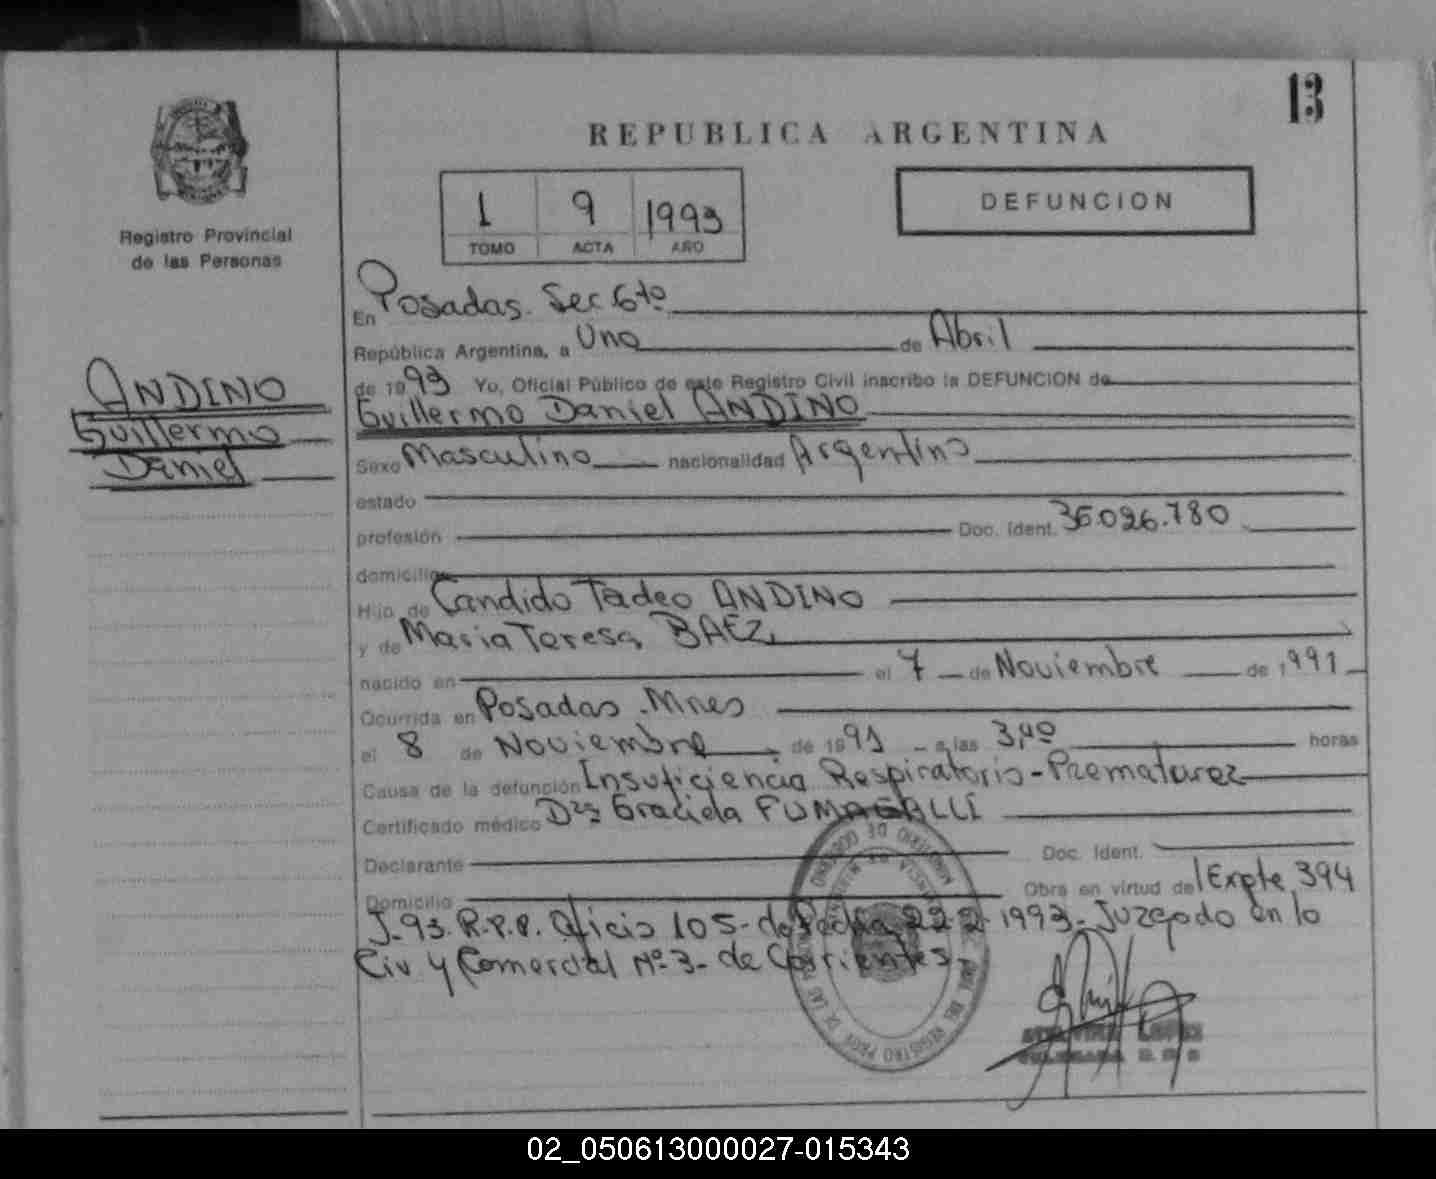 13
REPUBLICA ARGENTINA
1 9 1993
TOMO ACTA AÑO
DEFUNCION
Registro Provincial
de las Personas
ANDINO
Guillermo
Daniel
En Posadas. Sec 6ta
República Argentina, a Uno de Abril
de 1993 Yo, Oficial Público de este Registro Civil inscribo la DEFUNCION de
Guillermo Daniel ANDINO
Sexo Masculino nacionalidad Argentino
estado
profesión Doc. Ident. 36.026.780
domicilio
Hijo de Candido Tadeo ANDINO
y de Maria Teresa BAEZ
nacido en el 7 de Noviembre de 1991
Ocurrida en Posadas - Mnes
el 8 de Noviembre de 1991 a las 3,40 horas
Causa de la defunción Insuficiencia Respiratoria - Prematurez
Certificado médico Dra Graciela FUMAGALLI
Declarante Doc. Ident.
Domicilio Obra en virtud del Expte 394
J-93. R.P.P. Oficio 105- de Fecha 22-2-1993- Juzgado en lo
Civ y Comercial Nº 3- de Corrientes
LOPEZ
02_050613000027-015343